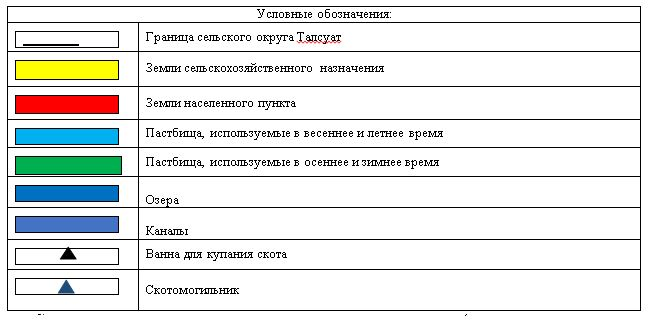 Условные обозначения:
Граница сельского округа Талсуат
Земли сельскохозяйственного назначения
Земли населенного пункта
Пастбища, используемые в весеннее и летнее время
Пастбища, используемые в осеннее и зимнее время
Озера
Каналы
Ванна для купания скота
Скотомогильник